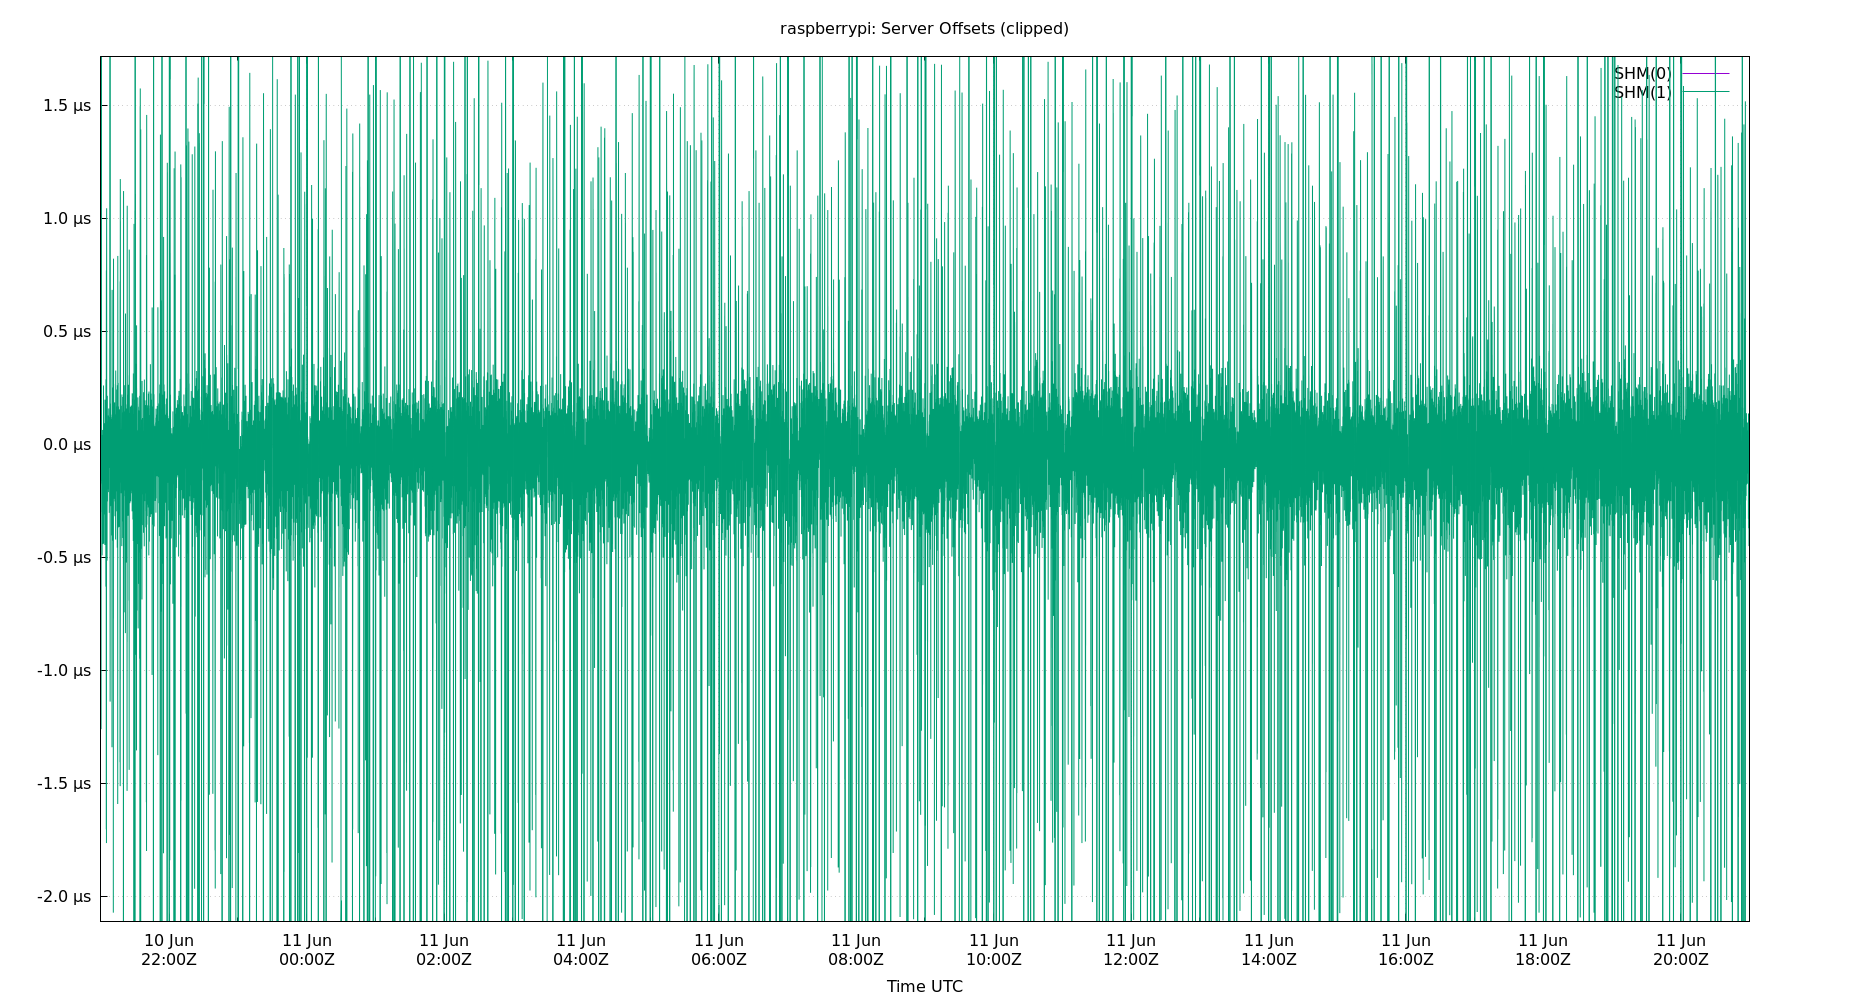 raspberrypi: Server Offsets (clipped)
SHM(0)
SHM(1)
1.5 µs
1.0 µs
0.5 µs
0.0 µs
-0.5 µs
-1.0 µs
-1.5 µs
-2.0 µs
10 Jun 11 Jun 11 Jun 11 Jun 11 Jun 11 Jun 11 Jun 11 Jun 11 Jun 11 Jun 11 Jun 11 Jun
22:00Z 00:00Z 02:00Z 04:00Z 06:00Z 08:00Z 10:00Z 12:00Z 14:00Z 16:00Z 18:00Z 20:00Z
Time UTC